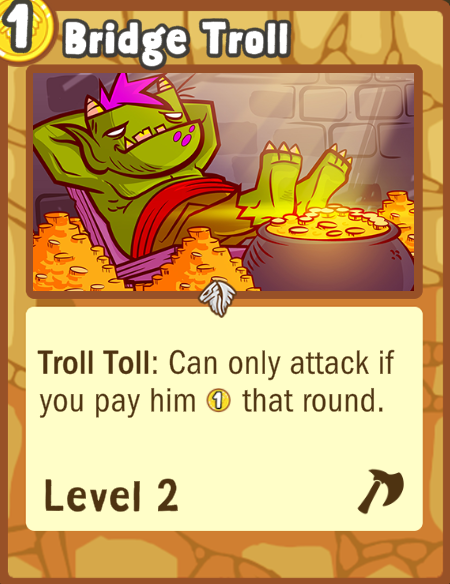 1 Bridge Troll
Troll Toll: Can only attack if
you pay him 1 that round.
Level 2